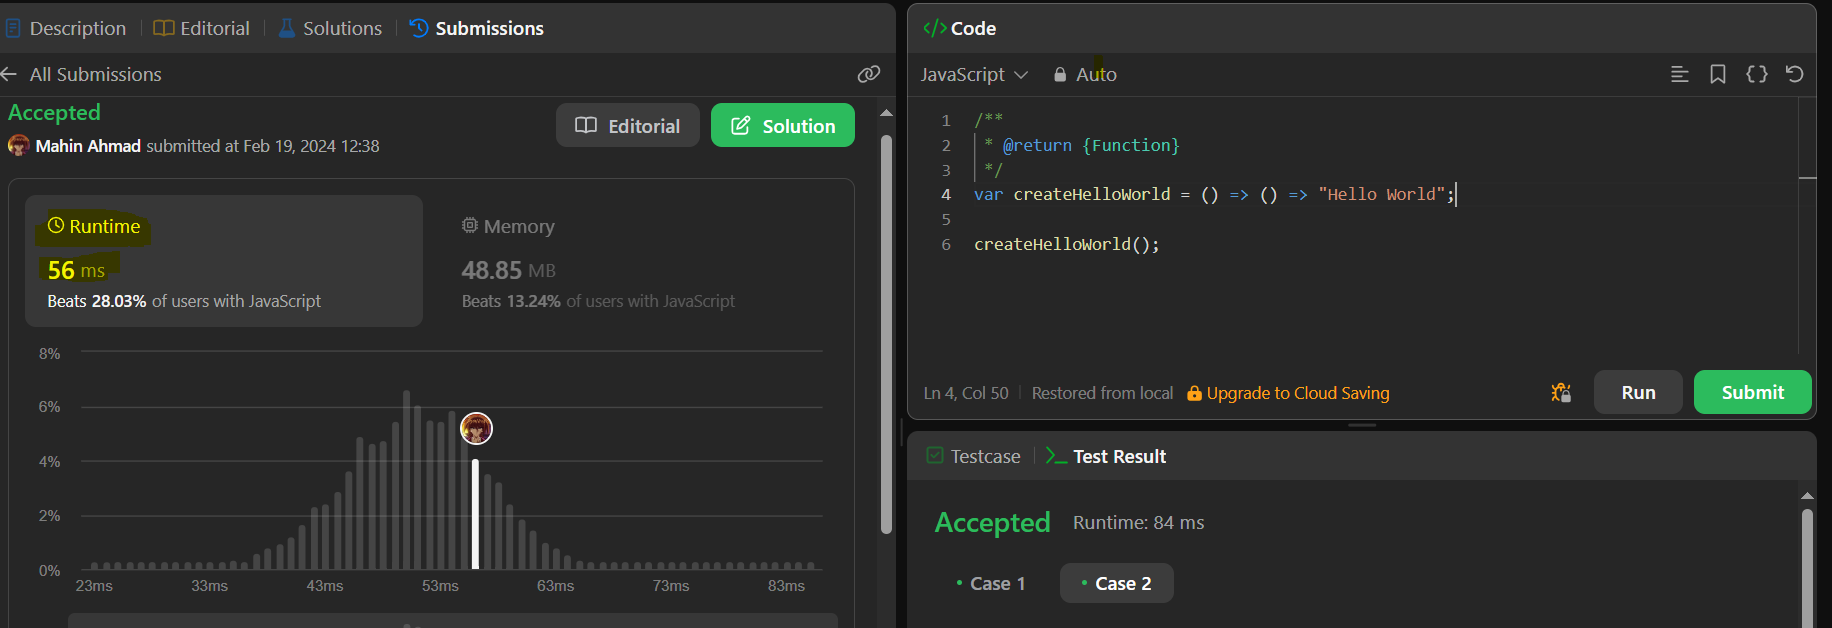 Description Editorial Solutions Submissions
All Submissions
Accepted
Mahin Ahmad submitted at Feb 19, 2024 12:38
Editorial
Solution
Runtime
56 ms
Beats 28.03% of users with JavaScript
Memory
48.85 MB
Beats 13.24% of users with JavaScript
8%
6%
4%
2%
0%
23ms 33ms 43ms 53ms 63ms 73ms 83ms
</> Code
JavaScript Auto
1 /**
2 * @return {Function}
3 */
4 var createHelloWorld = () => () => "Hello World";
5
6 createHelloWorld();
Ln 4, Col 50 Restored from local Upgrade to Cloud Saving
Run
Submit
Testcase Test Result
Accepted Runtime: 84 ms
• Case 1 • Case 2